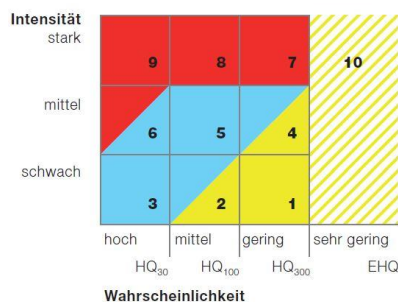 Intensität
stark
9 8 7 10
mittel
6 5 4
schwach
3 2 1
hoch mittel gering sehr gering
HQ30 HQ100 HQ300 EHQ
Wahrscheinlichkeit